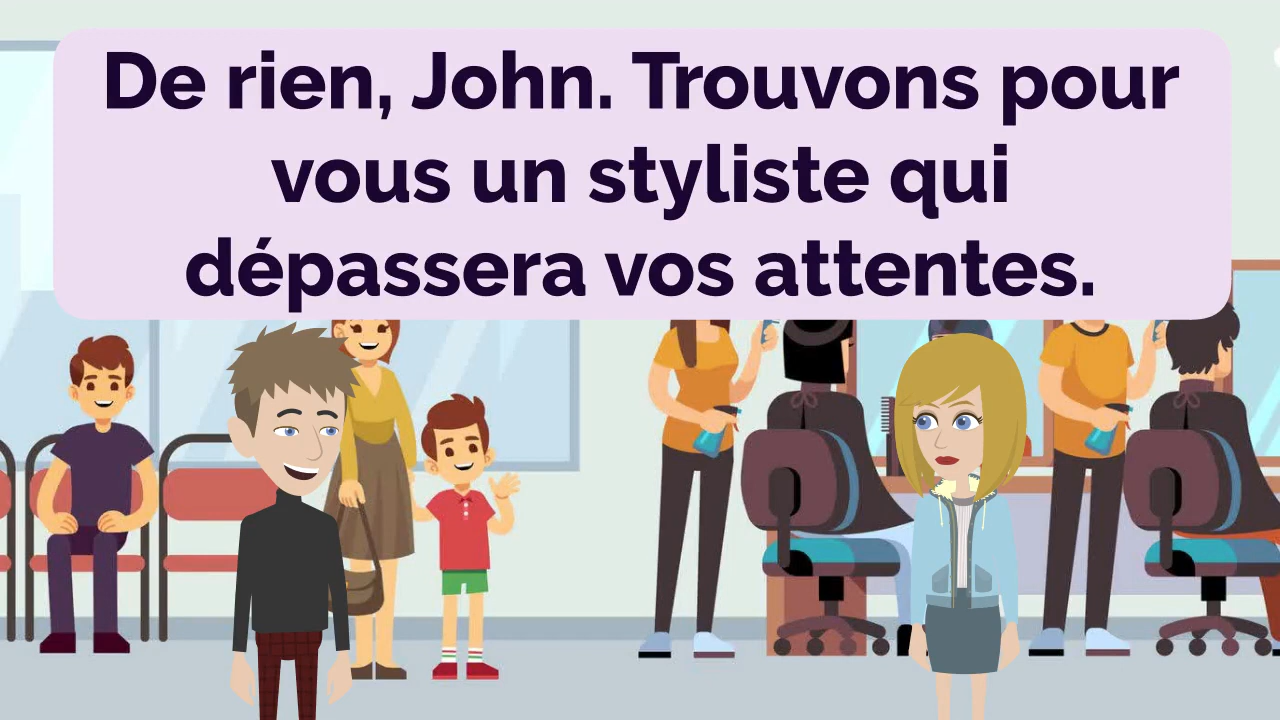 De rien, John. Trouvons pour
vous un styliste qui
dépassera vos attentes.